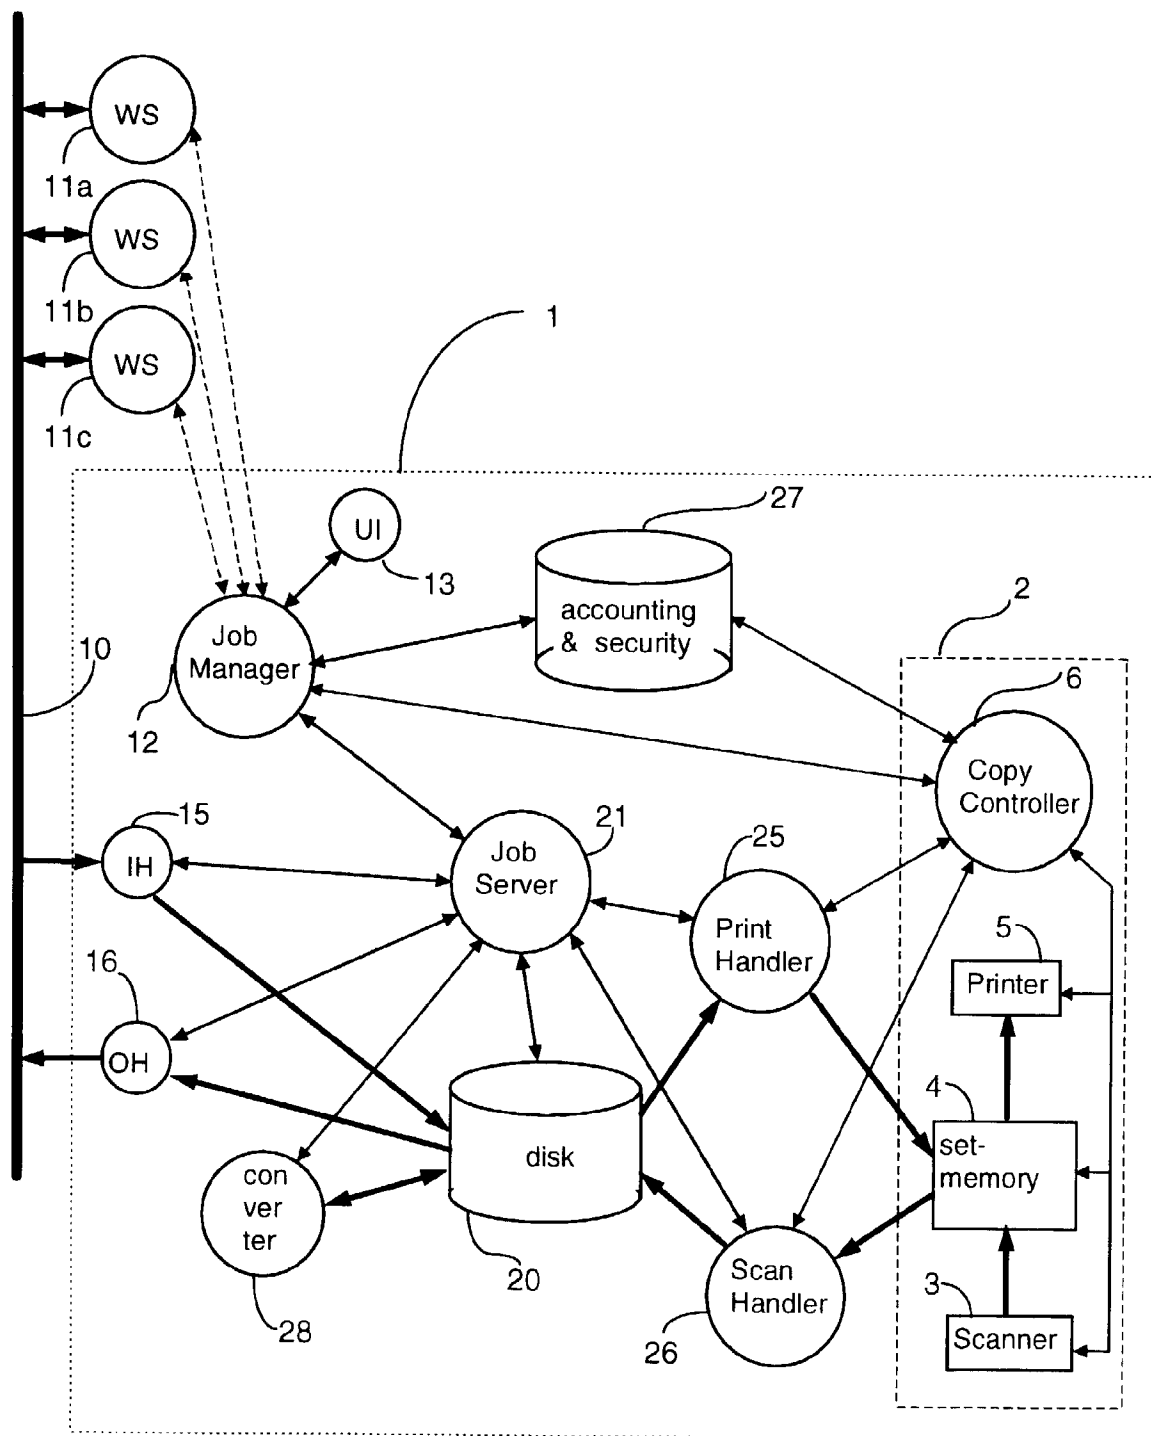 WS
11a
WS
11b
WS
11c
1
UI
13
27
accounting
& security
2
Job
Manager
10
12
6
Copy
Controller
15
IH
21
Job
Server
25
Print
Handler
5
Printer
16
OH
4
set-
memory
disk
20
con
ver
ter
28
Scan
Handler
26
3
Scanner